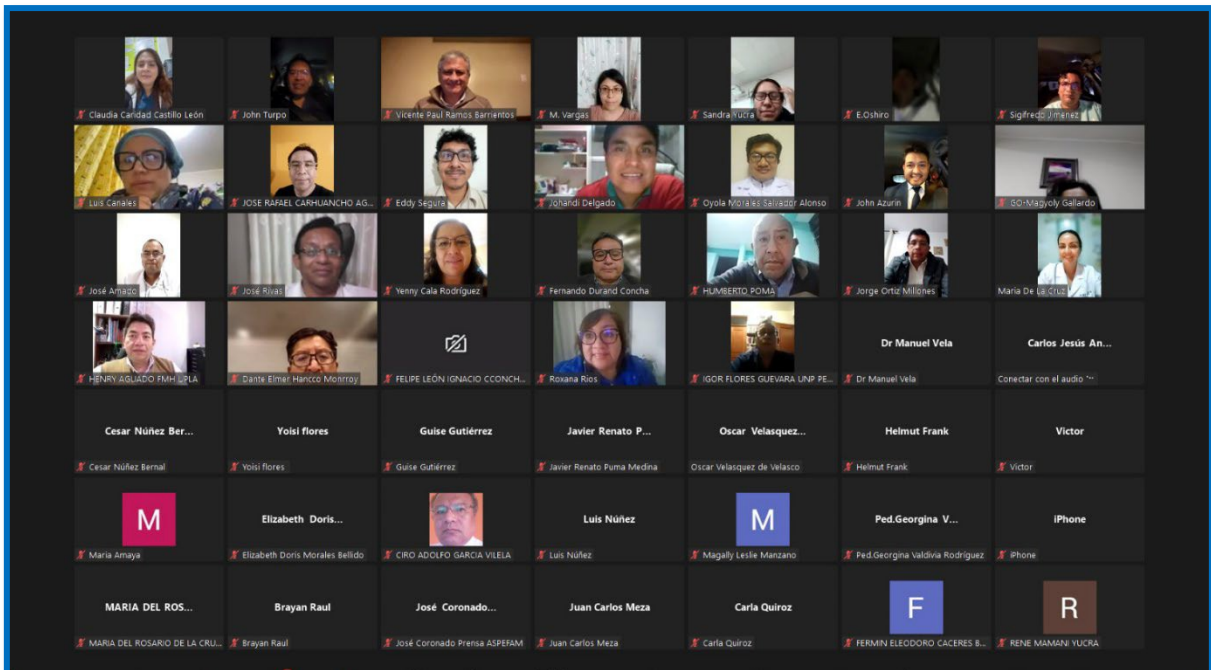 Claudia Caridad Castillo León
John Turpo
Vicente Paul Ramos Barrientos
M. Vargas
Sandra Yucra
E.Oshiro
Sigifredo Jimenez
Luis Canales
JOSE RAFAEL CARHUANCHO AG...
Eddy Segura
Johandi Delgado
Oyola Morales Salvador Alonso
John Azurin
GO-Magyoly Gallardo
José Amado
José Rivas
Yenny Cala Rodríguez
Fernando Durand Concha
HUMBERTO POMA
Jorge Ortiz Millones
Maria De La Cruz
HENRY AGUADO FMH UPLA
Dante Elmer Hancco Monrroy
FELIPE LEÓN IGNACIO CCONCH...
Roxana Rios
IGOR FLORES GUEVARA UNP PE...
Dr Manuel Vela
Dr Manuel Vela
Carlos Jesús An...
Conectar con el audio
Cesar Núñez Ber...
Cesar Núñez Bernal
Yoisi flores
Yoisi flores
Guise Gutiérrez
Guise Gutiérrez
Javier Renato P...
Javier Renato Puma Medina
Oscar Velasquez...
Oscar Velasquez de Velasco
Helmut Frank
Helmut Frank
Victor
Victor
M
Maria Amaya
Elizabeth Doris...
Elizabeth Doris Morales Bellido
CIRO ADOLFO GARCIA VILELA
Luis Núñez
Luis Núñez
M
Magally Leslie Manzano
Ped.Georgina V...
Ped.Georgina Valdivia Rodríguez
iPhone
iPhone
MARIA DEL ROS...
MARIA DEL ROSARIO DE LA CRU...
Brayan Raul
Brayan Raul
José Coronado...
José Coronado Prensa ASPEFAM
Juan Carlos Meza
Juan Carlos Meza
Carla Quiroz
Carla Quiroz
F
FERMIN ELEODORO CACERES B...
R
RENE MAMANI YUCRA